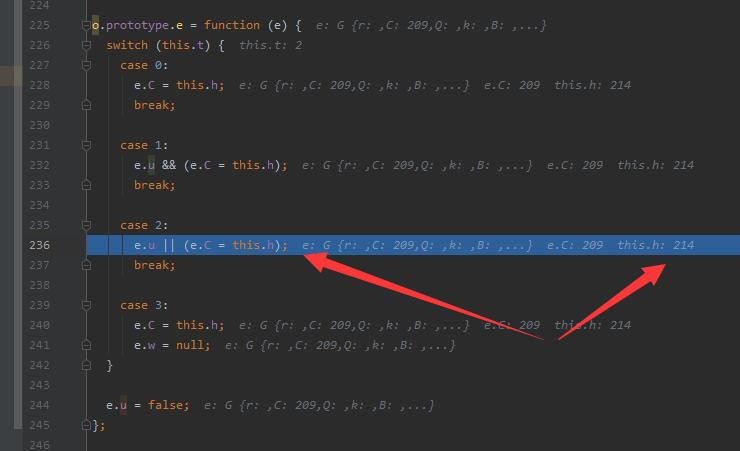 224
225 o.prototype.e = function (e) { e: G {r: ,C: 209,Q: ,k: ,B: ,...}
226 switch (this.t) { this.t: 2
227 case 0:
228 e.C = this.h; e: G {r: ,C: 209,Q: ,k: ,B: ,...} e.C: 209 this.h: 214
229 break;
230
231 case 1:
232 e.u && (e.C = this.h); e: G {r: ,C: 209,Q: ,k: ,B: ,...} e.C: 209 this.h: 214
233 break;
234
235 case 2:
236 e.u || (e.C = this.h); e: G {r: ,C: 209,Q: ,k: ,B: ,...} e.C: 209 this.h: 214
237 break;
238
239 case 3:
240 e.C = this.h; e: G {r: ,C: 209,Q: ,k: ,B: ,...} e.C: 209 this.h: 214
241 e.w = null; e: G {r: ,C: 209,Q: ,k: ,B: ,...}
242 }
243
244 e.u = false; e: G {r: ,C: 209,Q: ,k: ,B: ,...}
245 };
246